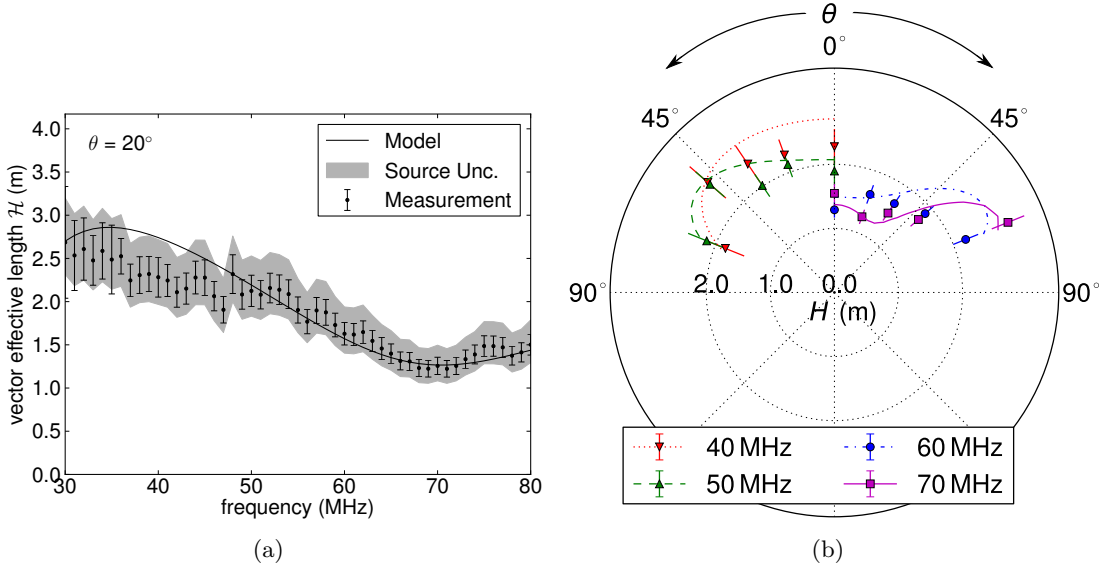 θ = 20°
Model
Source Unc.
Measurement
vector effective length H (m)
4.0
3.5
3.0
2.5
2.0
1.5
1.0
0.5
0.0
30 40 50 60 70 80
frequency (MHz)
(a)
θ
0°
45° 45°
90° 2.0 1.0 0.0 90°
H (m)
40 MHz 60 MHz
50 MHz 70 MHz
(b)